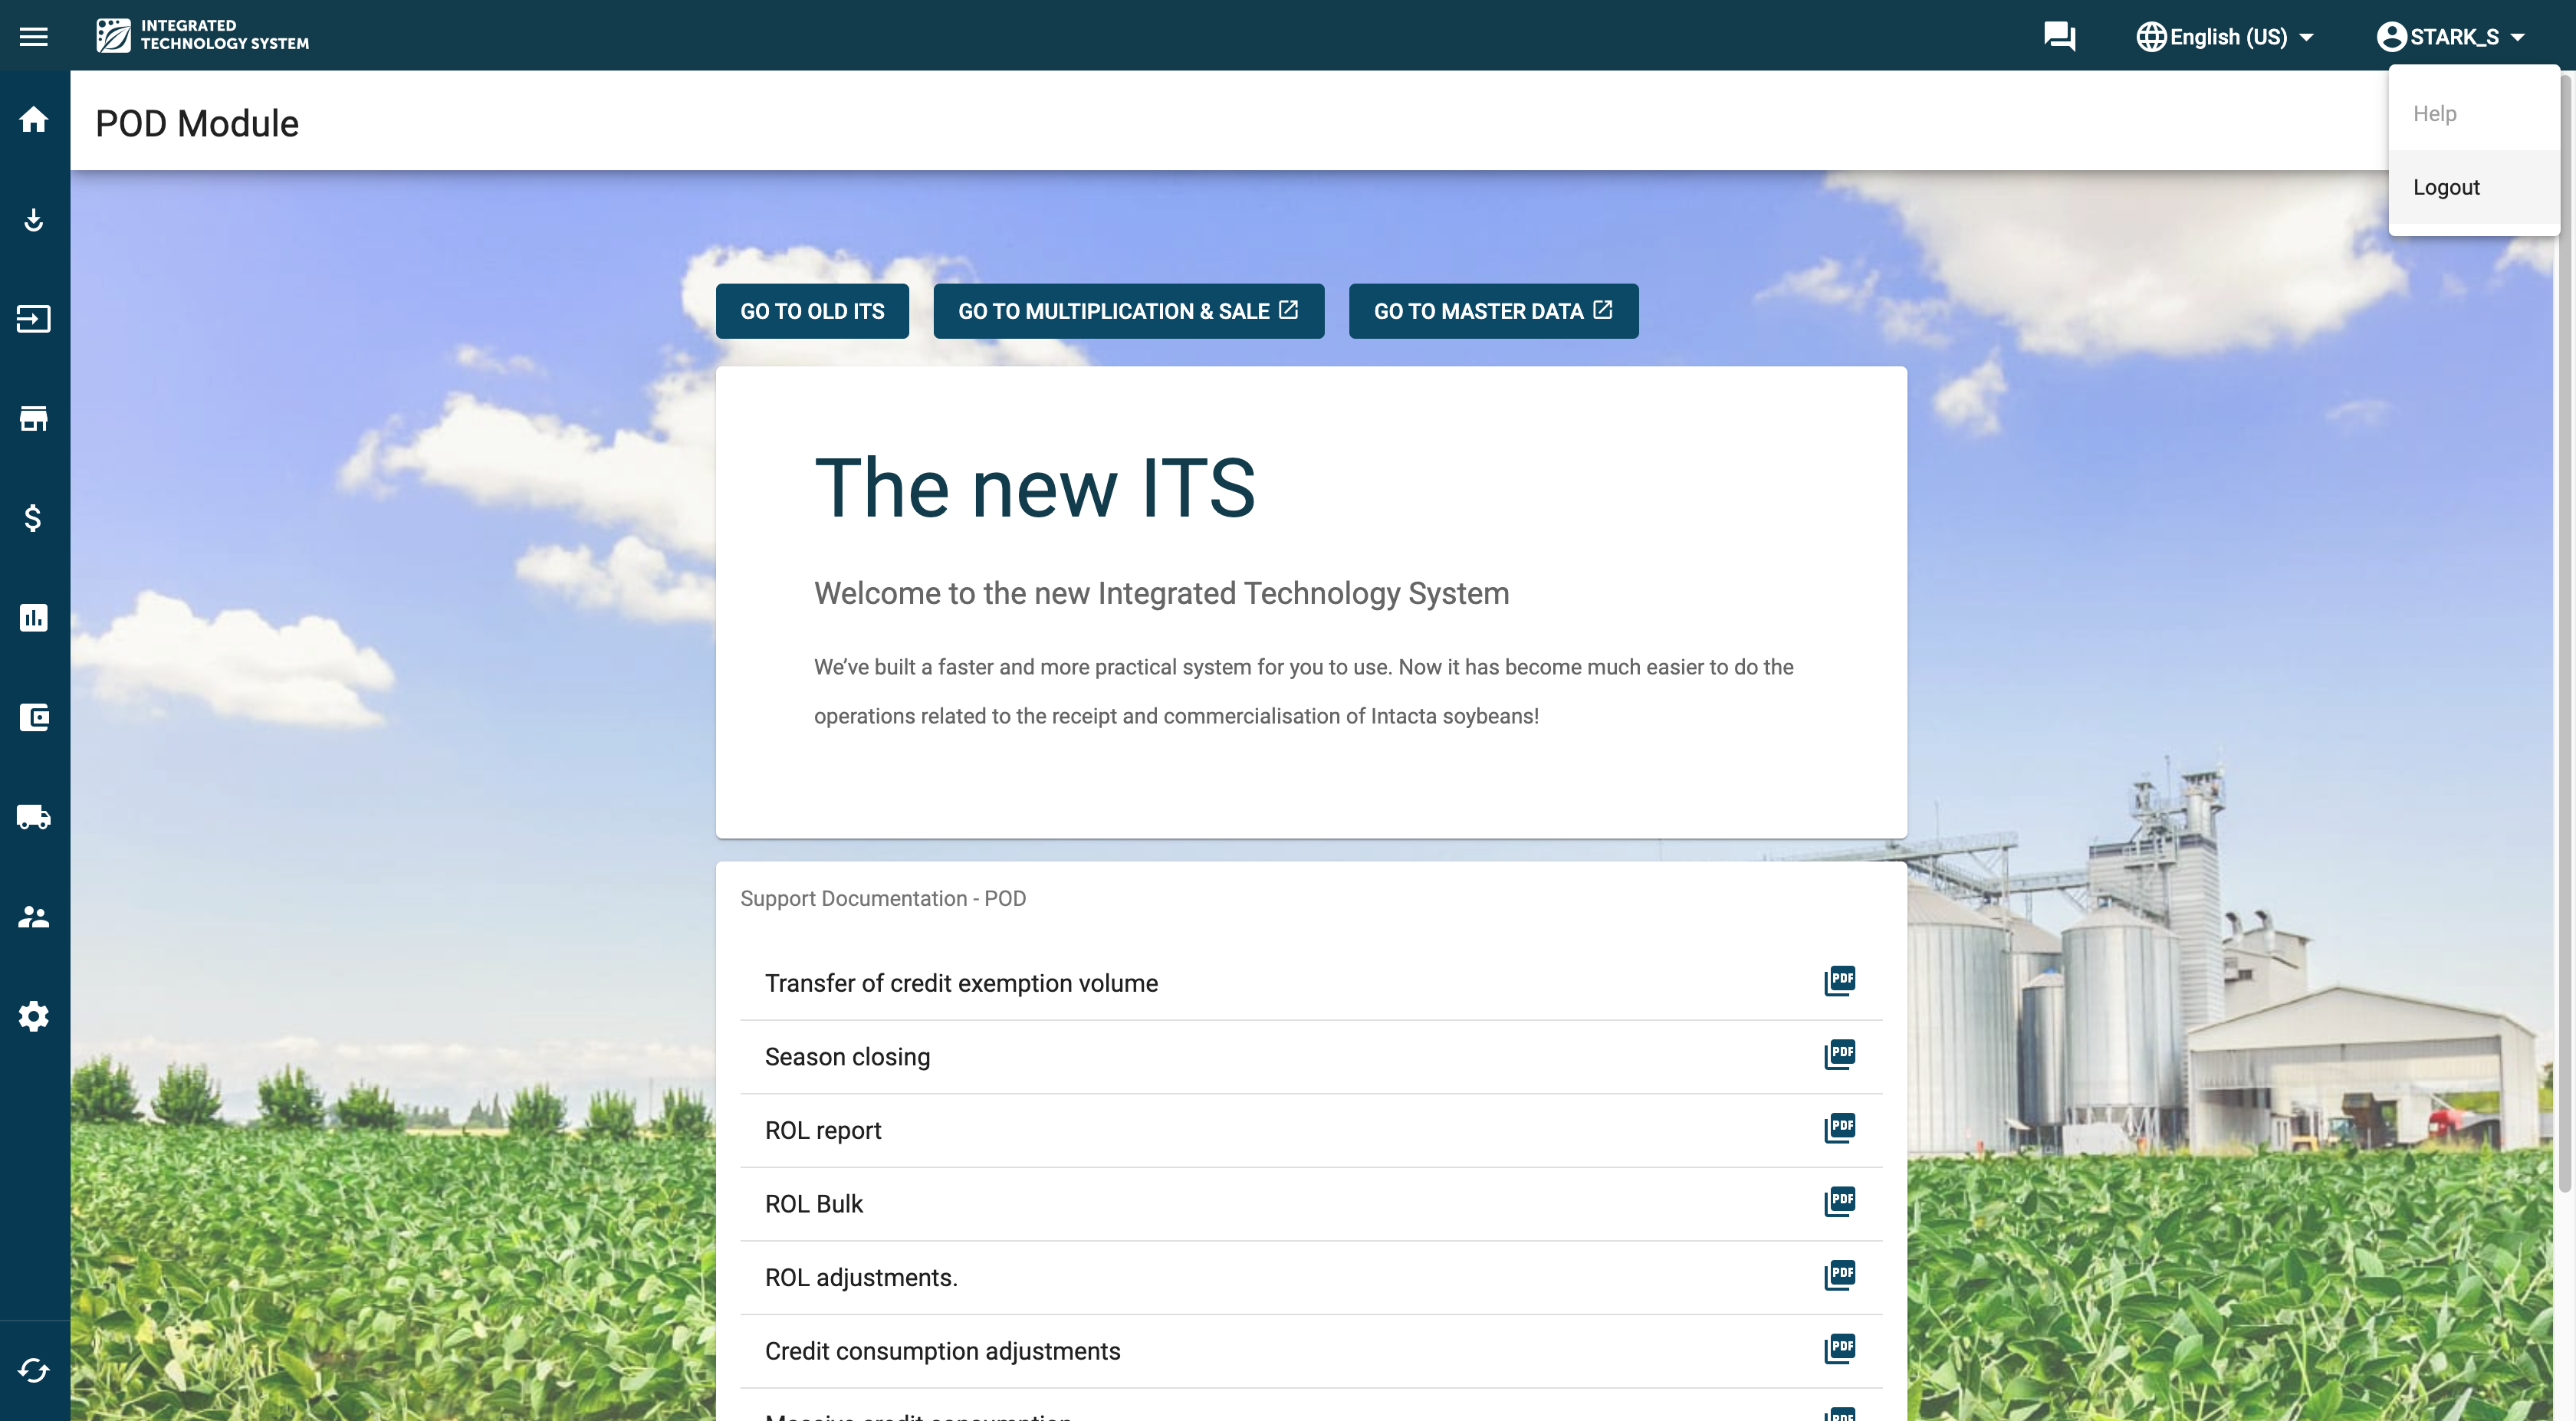 INTEGRATED
TECHNOLOGY SYSTEM
English (US)
STARK_S
Help
Logout
POD Module
GO TO OLD ITS
GO TO MULTIPLICATION & SALE
GO TO MASTER DATA
The new ITS
Welcome to the new Integrated Technology System
We’ve built a faster and more practical system for you to use. Now it has become much easier to do the
operations related to the receipt and commercialisation of Intacta soybeans!
Support Documentation - POD
Transfer of credit exemption volume
PDF
Season closing
PDF
ROL report
PDF
ROL Bulk
PDF
ROL adjustments.
PDF
Credit consumption adjustments
PDF
Massive credit consumption
PDF